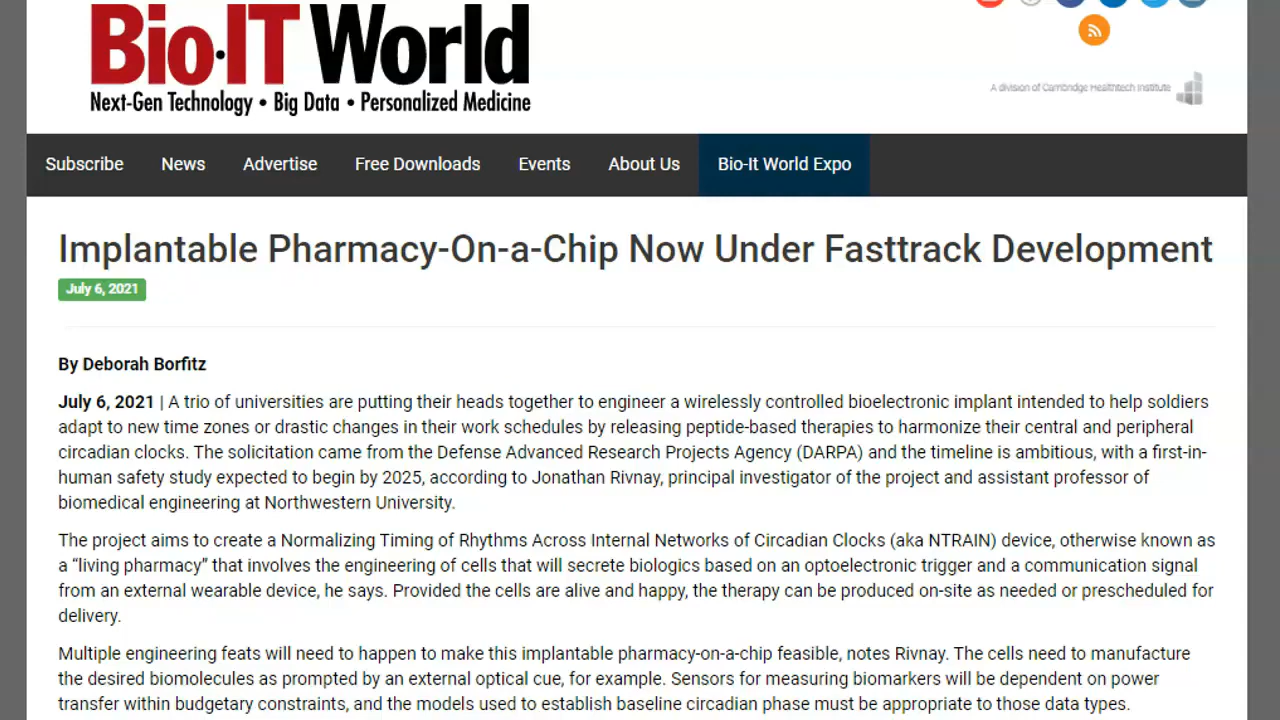 Bio·IT World
Next-Gen Technology • Big Data • Personalized Medicine
A division of Cambridge Healthtech Institute
Subscribe News Advertise Free Downloads Events About Us Bio-It World Expo
Implantable Pharmacy-On-a-Chip Now Under Fasttrack Development
July 6, 2021
By Deborah Borfitz
July 6, 2021 | A trio of universities are putting their heads together to engineer a wirelessly controlled bioelectronic implant intended to help soldiers
adapt to new time zones or drastic changes in their work schedules by releasing peptide-based therapies to harmonize their central and peripheral
circadian clocks. The solicitation came from the Defense Advanced Research Projects Agency (DARPA) and the timeline is ambitious, with a first-in-
human safety study expected to begin by 2025, according to Jonathan Rivnay, principal investigator of the project and assistant professor of
biomedical engineering at Northwestern University.
The project aims to create a Normalizing Timing of Rhythms Across Internal Networks of Circadian Clocks (aka NTRAIN) device, otherwise known as
a “living pharmacy” that involves the engineering of cells that will secrete biologics based on an optoelectronic trigger and a communication signal
from an external wearable device, he says. Provided the cells are alive and happy, the therapy can be produced on-site as needed or prescheduled for
delivery.
Multiple engineering feats will need to happen to make this implantable pharmacy-on-a-chip feasible, notes Rivnay. The cells need to manufacture
the desired biomolecules as prompted by an external optical cue, for example. Sensors for measuring biomarkers will be dependent on power
transfer within budgetary constraints, and the models used to establish baseline circadian phase must be appropriate to those data types.